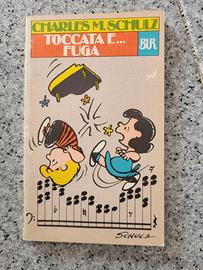 CHARLES M. SCHULZ
TOCCATA E...
FUGA
BUR
SCHULZ